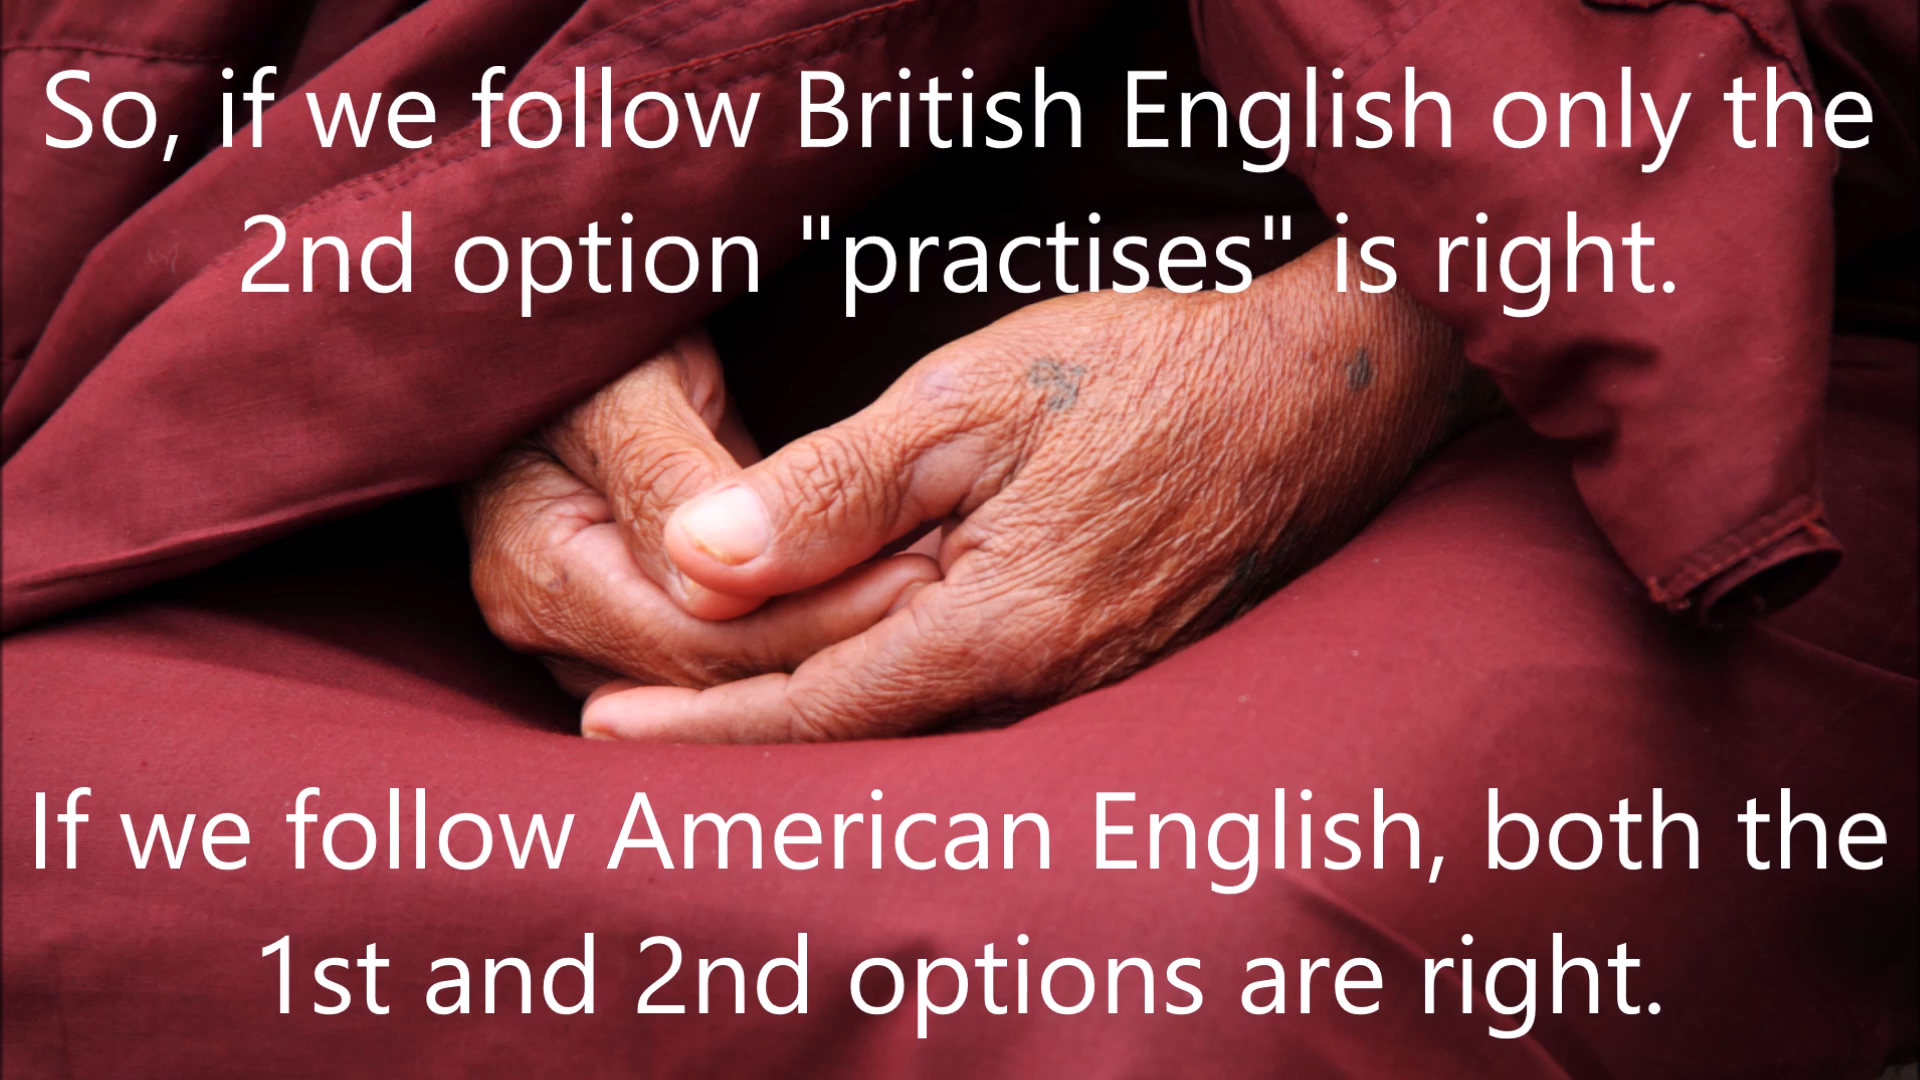 So, if we follow British English only the
2nd option "practises" is right.
If we follow American English, both the
1st and 2nd options are right.